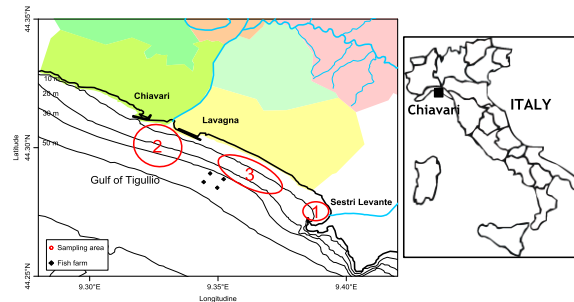 44.35°N
44.30°N
44.25°N
Latitude
10 m
20 m
30 m
50 m
Chiavari
Lavagna
Sestri Levante
Gulf of Tigullio
2
3
1
Sampling area
Fish farm
9.30°E
9.35°E
9.40°E
Longitudine
Chiavari
ITALY